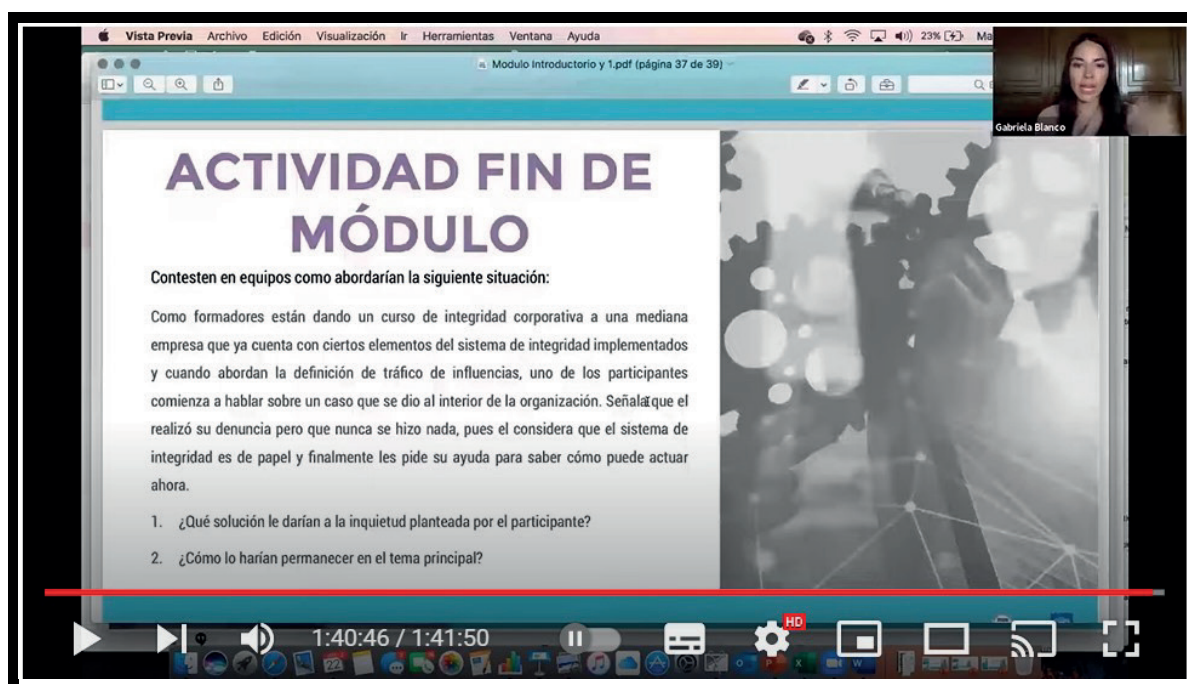 Vista Previa Archivo Edición Visualización Ir Herramientas Ventana Ayuda 23%
Modulo Introductorio y 1.pdf (página 37 de 39)
Gabriela Blanco
ACTIVIDAD FIN DE
MÓDULO
Contesten en equipos como abordarían la siguiente situación:
Como formadores están dando un curso de integridad corporativa a una mediana
empresa que ya cuenta con ciertos elementos del sistema de integridad implementados
y cuando abordan la definición de tráfico de influencias, uno de los participantes
comienza a hablar sobre un caso que se dio al interior de la organización. Señala que el
realizó su denuncia pero que nunca se hizo nada, pues el considera que el sistema de
integridad es de papel y finalmente les pide su ayuda para saber cómo puede actuar
ahora.
1. ¿Qué solución le darían a la inquietud planteada por el participante?
2. ¿Cómo lo harían permanecer en el tema principal?
1:40:46 / 1:41:50
HD
22